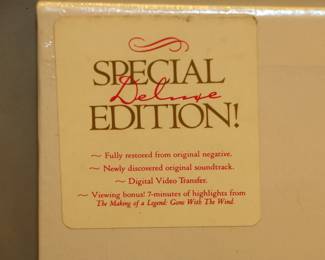 SPECIAL
Deluxe
EDITION!
~ Fully restored from original negative.
~ Newly discovered original soundtrack.
~ Digital Video Transfer.
~ Viewing bonus! 7-minutes of highlights from
The Making of a Legend: Gone With The Wind.